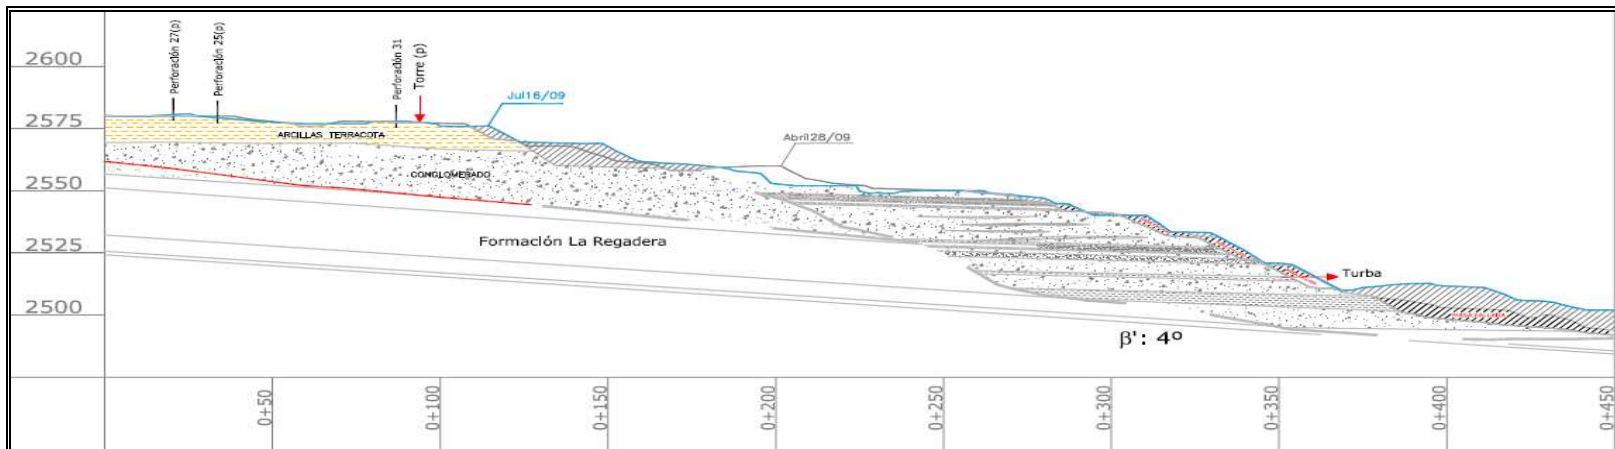 Perforación 27(p)
Perforación 25(p)
Perforación 31
Torre (p)
2600
Jul16/09
2575
ARCILLAS TERRACOTA
Abril28/09
CONGLOMERADO
2550
Formación La Regadera
2525
Turba
2500
β': 4º
0+50
0+100
0+150
0+200
0+250
0+300
0+350
0+400
0+450